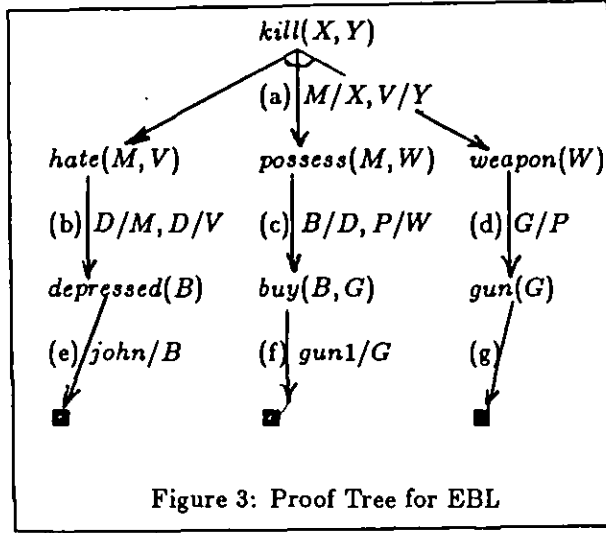 kill(X, Y)
(a) M/X, V/Y
hate(M, V) possess(M, W) weapon(W)
(b) D/M, D/V (c) B/D, P/W (d) G/P
depressed(B) buy(B, G) gun(G)
(e) john/B (f) gun1/G (g)
Figure 3: Proof Tree for EBL